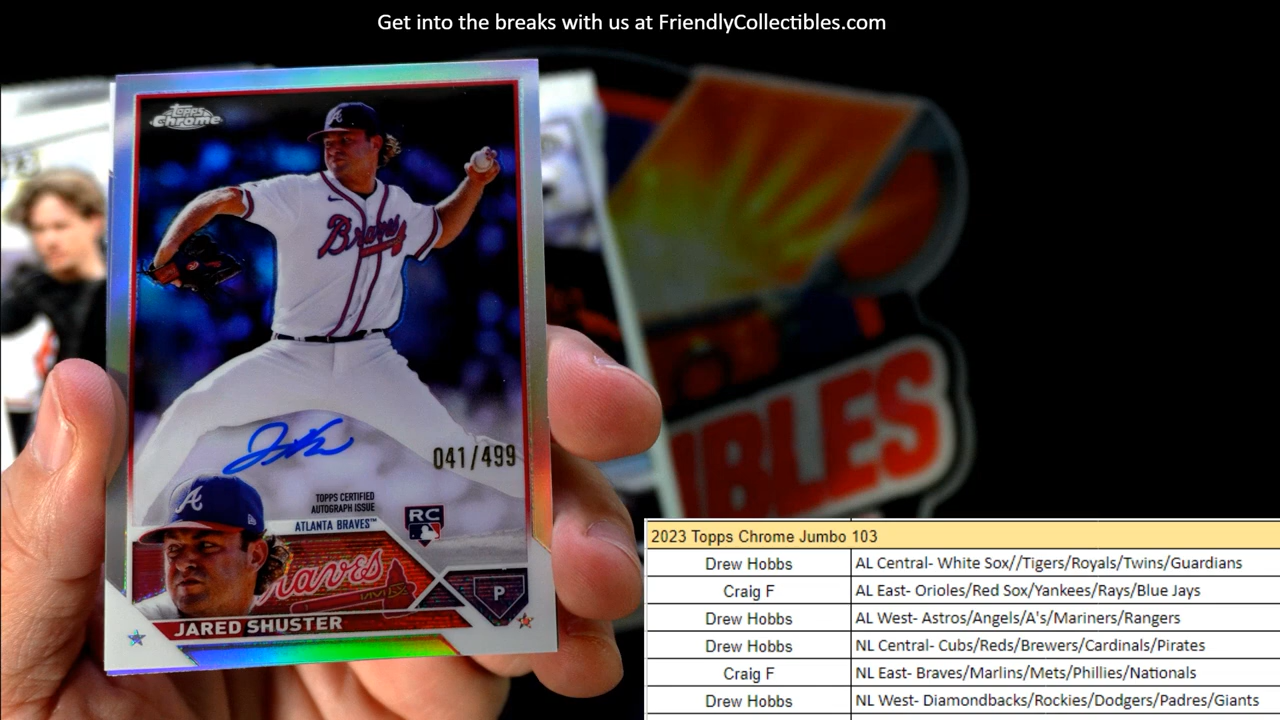 Get into the breaks with us at FriendlyCollectibles.com
Topps
Chrome
Braves
041/499
TOPPS CERTIFIED
AUTOGRAPH ISSUE
RC
ATLANTA BRAVES™
A
Braves
P
JARED SHUSTER
IBLES
2023 Topps Chrome Jumbo 103
Drew Hobbs AL Central- White Sox//Tigers/Royals/Twins/Guardians
Craig F AL East- Orioles/Red Sox/Yankees/Rays/Blue Jays
Drew Hobbs AL West- Astros/Angels/A's/Mariners/Rangers
Drew Hobbs NL Central- Cubs/Reds/Brewers/Cardinals/Pirates
Craig F NL East- Braves/Marlins/Mets/Phillies/Nationals
Drew Hobbs NL West- Diamondbacks/Rockies/Dodgers/Padres/Giants